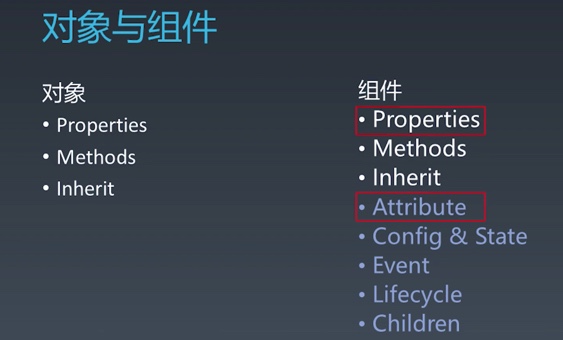 对象与组件
对象
• Properties
• Methods
• Inherit
组件
• Properties
• Methods
• Inherit
• Attribute
• Config & State
• Event
• Lifecycle
• Children